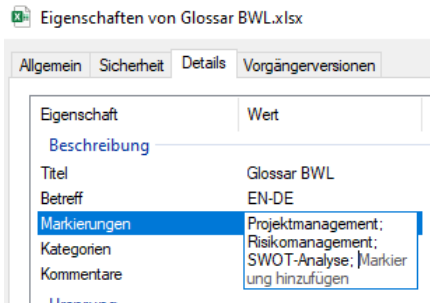 Eigenschaften von Glossar BWL.xlsx
Allgemein Sicherheit Details Vorgängerversionen
Eigenschaft Wert
Beschreibung
Titel Glossar BWL
Betreff EN-DE
Markierungen Projektmanagement;
Risikomanagement;
SWOT-Analyse; Markier
ung hinzufügen
Kategorien
Kommentare